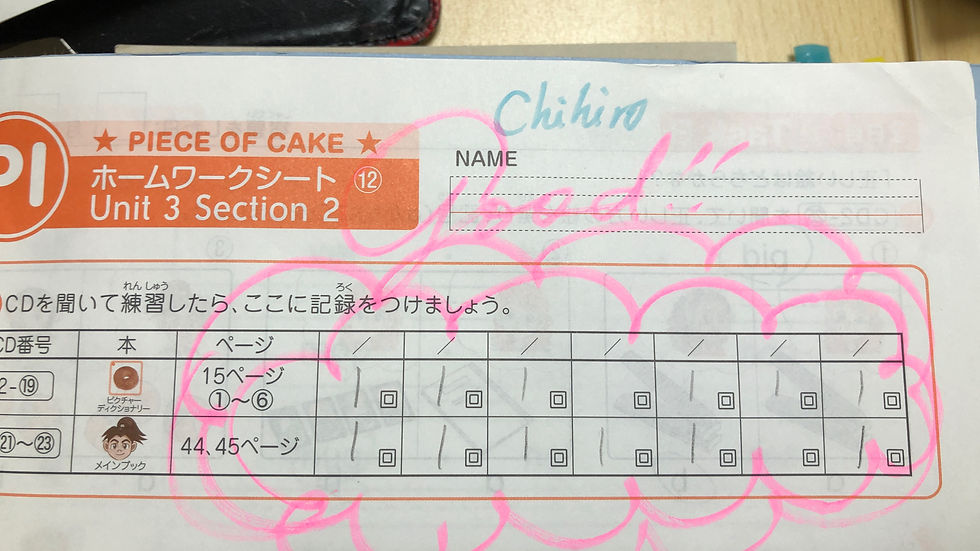 Chihiro
★ PIECE OF CAKE ★
NAME
P1
ホームワークシート ⑫
Unit 3 Section 2
Good!!
CDを聞いて練習したら、ここに記録をつけましょう。
れんしゅう
ろく
CD番号 本 ページ / / / / / / /
2-⑲ ピクチャーディクショナリー 15ページ ①〜⑥ 1 回 1 回 1 回 1 回 1 回 1 回 1 回
㉑〜㉓ メインブック 44、45ページ 1 回 1 回 1 回 1 回 1 回 回 1 回
pig